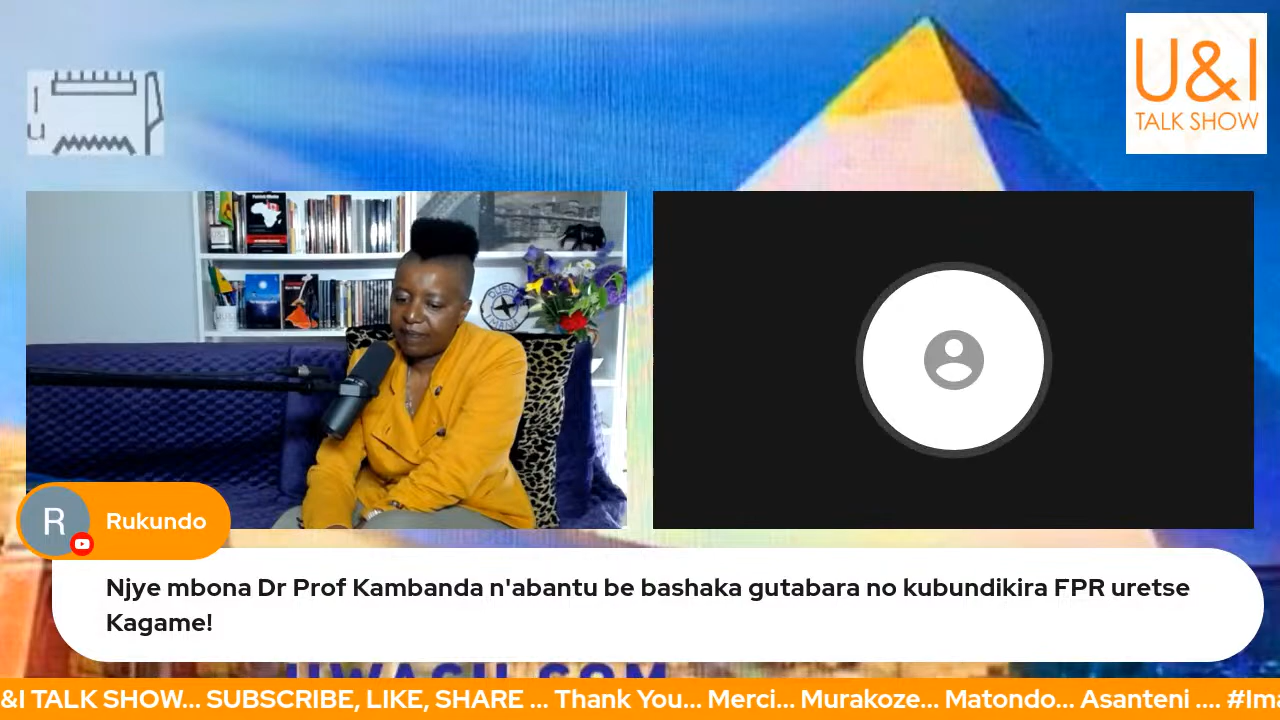 U&I
TALK SHOW
R
Rukundo
Njye mbona Dr Prof Kambanda n'abantu be bashaka gutabara no kubundikira FPR uretse
Kagame!
&I TALK SHOW... SUBSCRIBE, LIKE, SHARE ... Thank You... Merci... Murakoze... Matondo... Asanteni .... #Ima